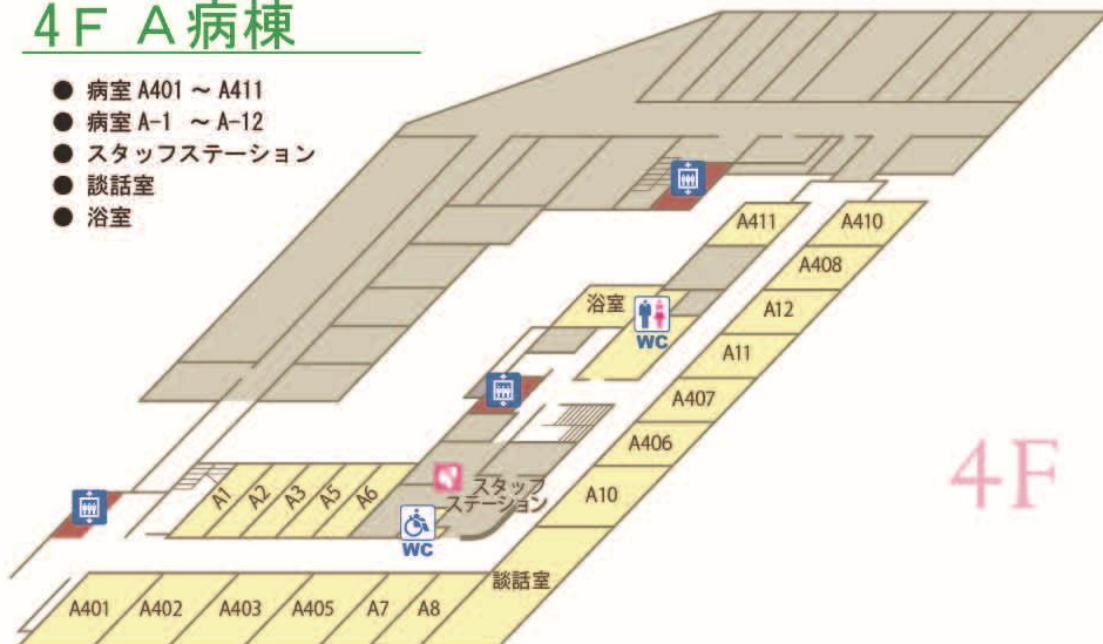 4F A病棟
● 病室 A401 ～ A411
● 病室 A-1 ～ A-12
● スタッフステーション
● 談話室
● 浴室
A411
A410
A408
浴室
A12
WC
A11
A407
A406
4F
A1
A2
A3
A5
A6
スタッフ
ステーション
A10
WC
談話室
A401
A402
A403
A405
A7
A8